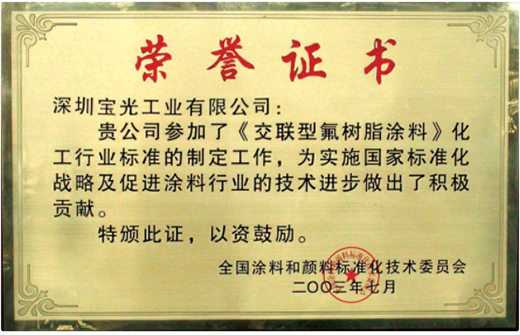 荣誉证书
深圳宝光工业有限公司：
贵公司参加了《交联型氟树脂涂料》化
工行业标准的制定工作，为实施国家标准化
战略及促进涂料行业的技术进步做出了积极
贡献。
特颁此证，以资鼓励。
全国涂料和颜料标准化技术委员会
二〇〇三年七月